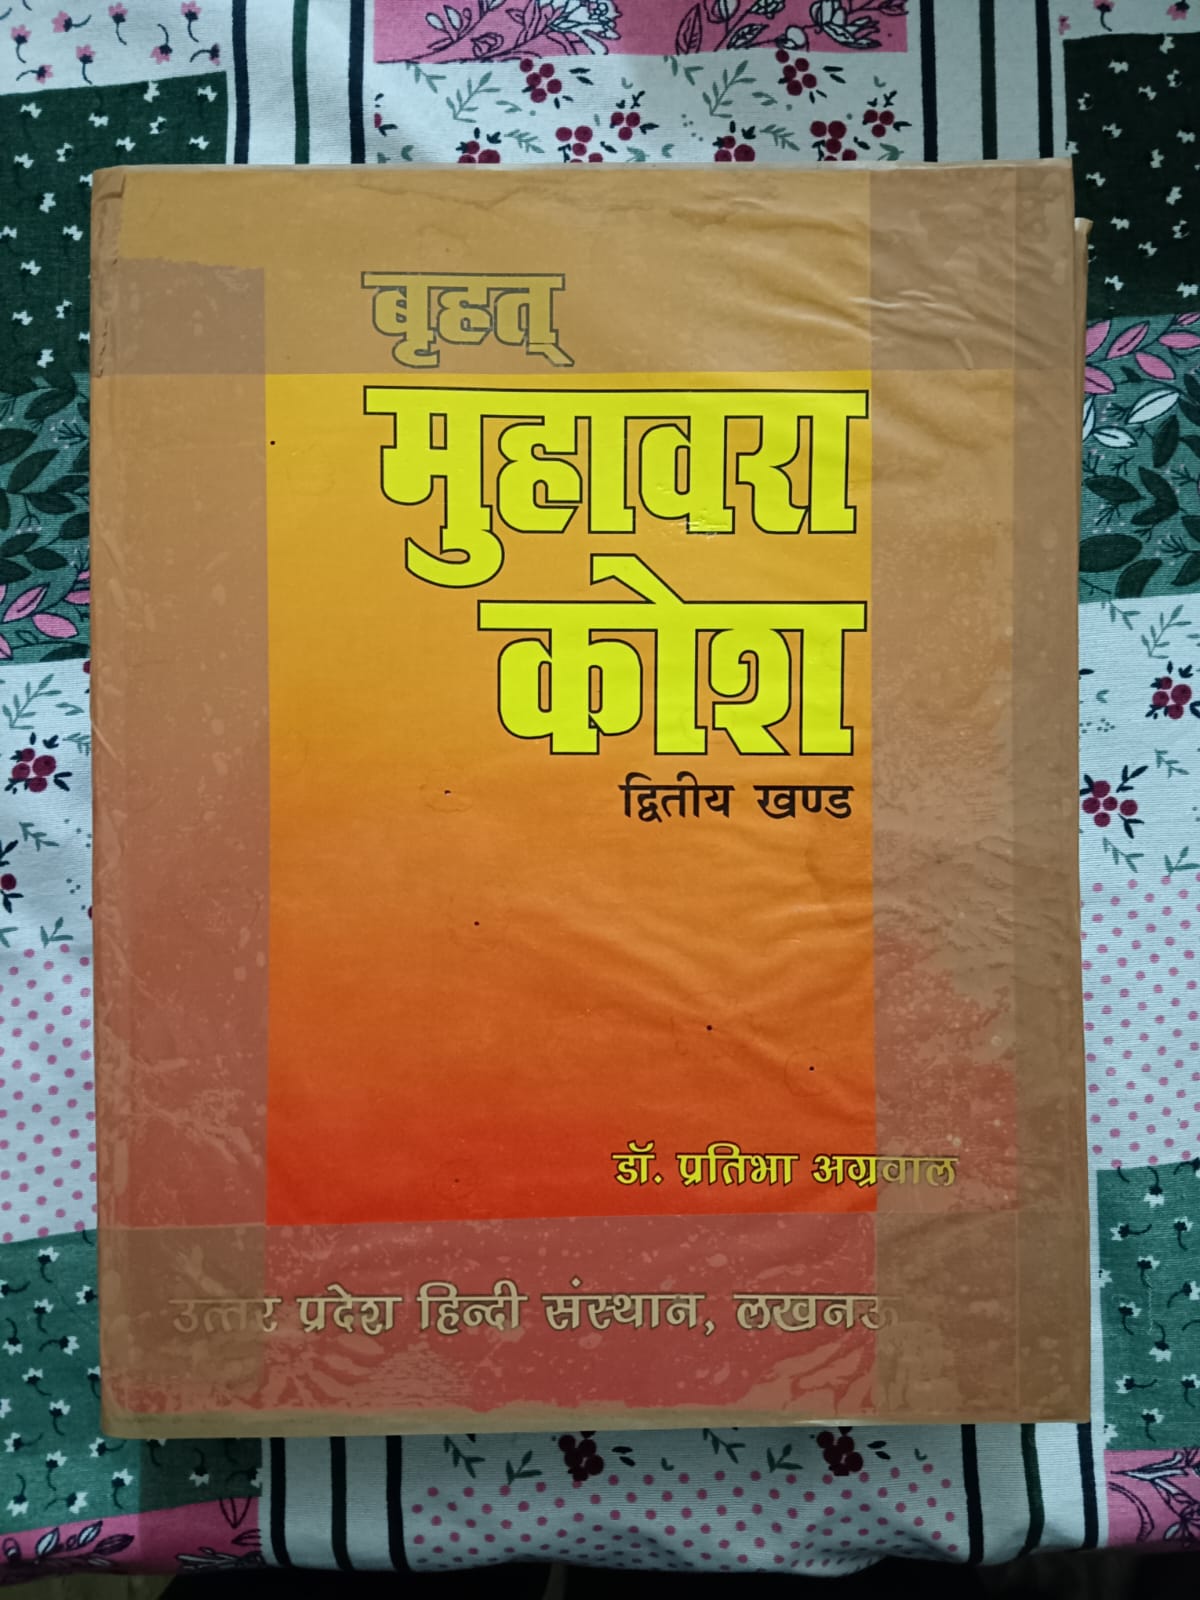 बृहत्
मुहावरा
कोश
द्वितीय खण्ड
डॉ. प्रतिभा अग्रवाल
उत्तर प्रदेश हिन्दी संस्थान, लखनऊ